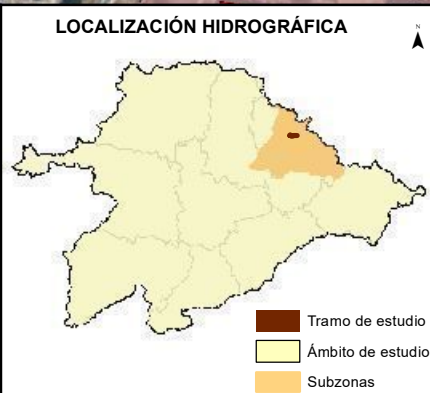 LOCALIZACIÓN HIDROGRÁFICA
N
Tramo de estudio
Ámbito de estudio
Subzonas